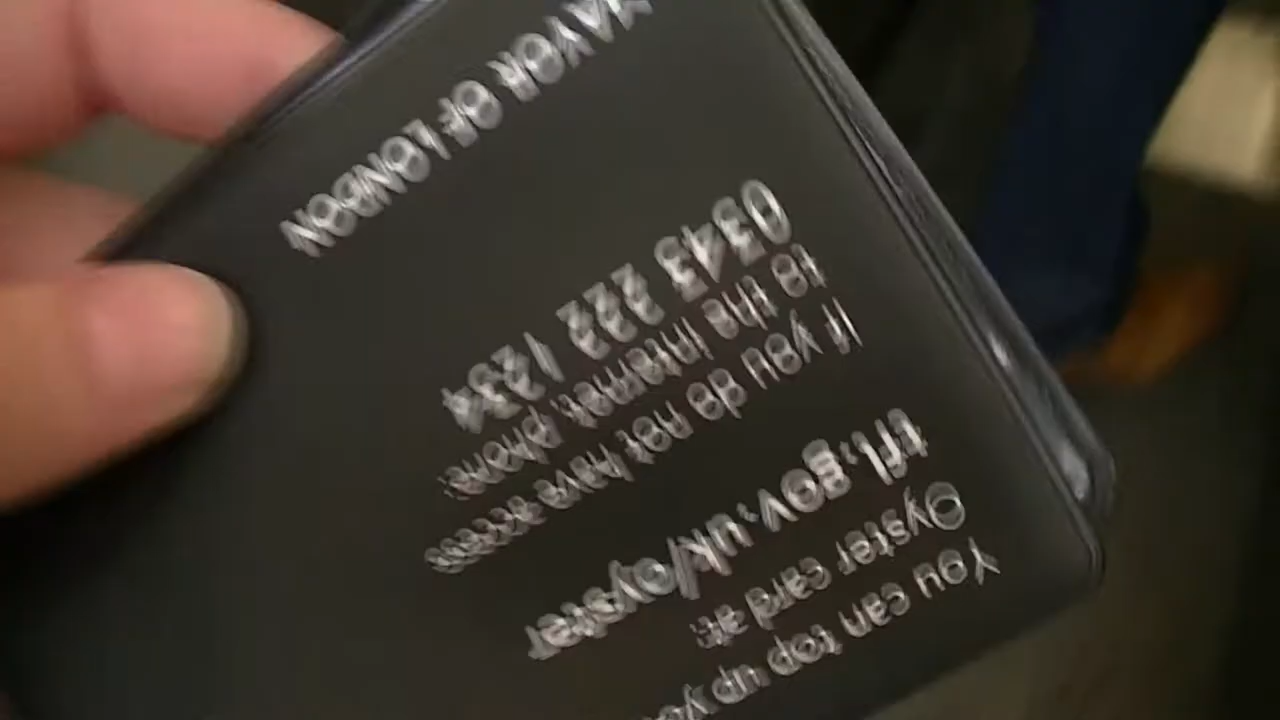 You can top up yo
Oyster card at:
tfl.gov.uk/oyster
If you do not have access
to the internet, phone:
0343 222 1234
MAYOR OF LONDON